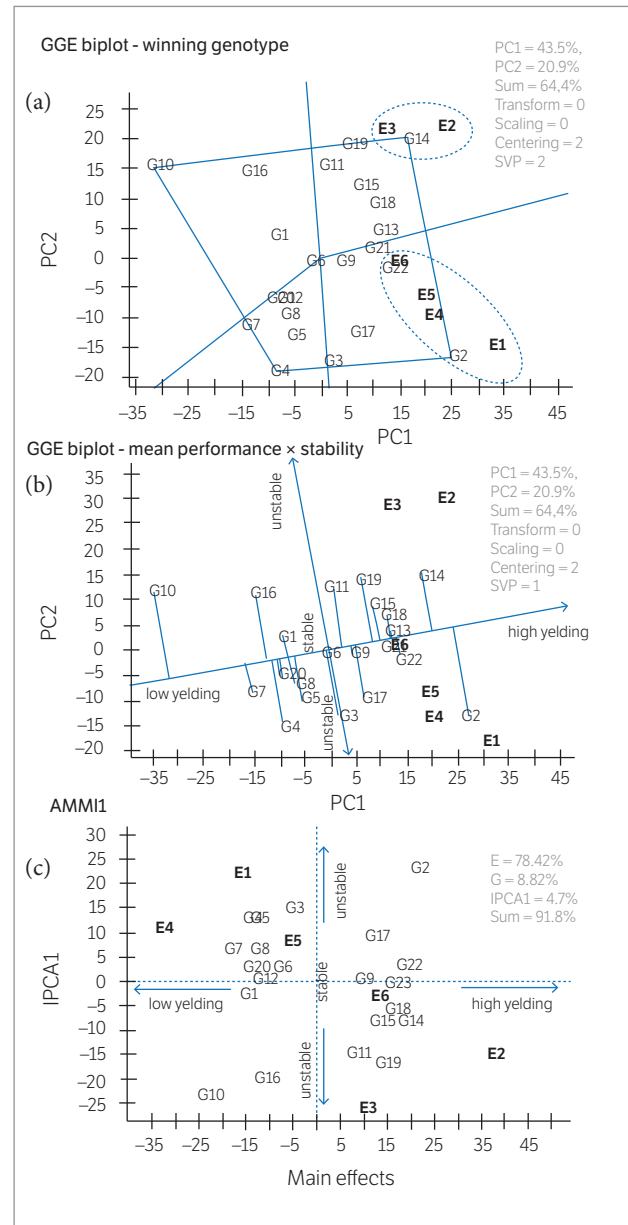 GGE biplot - winning genotype
PC1 = 43.5%,
PC2 = 20.9%
Sum = 64,4%
Transform = 0
Scaling = 0
Centering = 2
SVP = 2
(a)
25
20
15
10
5
0
−5
−10
−15
−20
PC2
E3
E2
G19
G14
G10
G16
G11
G15
G18
G1
G13
G21
G6
G9
E6
G22
G20
G12
E5
G8
E4
G7
G5
G17
E1
G4
G3
G2
−35
−25
−15
−5
5
15
25
35
45
PC1
GGE biplot - mean performance × stability
PC1 = 43.5%,
PC2 = 20.9%
Sum = 64,4%
Transform = 0
Scaling = 0
Centering = 2
SVP = 1
(b)
35
30
25
20
15
10
5
0
−5
−10
−15
−20
PC2
unstable
E3
E2
G10
G16
G11
G19
G14
G15
G18
stable
G1
G13
high yelding
G6
G9
E6
G22
low yelding
G20
G7
G8
G5
G17
E5
G4
G3
E4
G2
unstable
E1
−35
−25
−15
−5
5
15
25
35
45
PC1
AMMI1
(c)
30
25
20
15
10
5
0
−5
−10
−15
−20
−25
IPCA1
E = 78.42%
G = 8.82%
IPCA1 = 4.7%
Sum = 91.8%
E1
G2
unstable
G3
G5
E4
E5
G19
G7
G8
G20
G6
G22
stable
G12
G9
G23
G1
low yelding
E6
high yelding
G18
G15
G14
unstable
G11
E2
G19
G16
G10
E3
−35
−25
−15
−5
5
15
25
35
45
Main effects